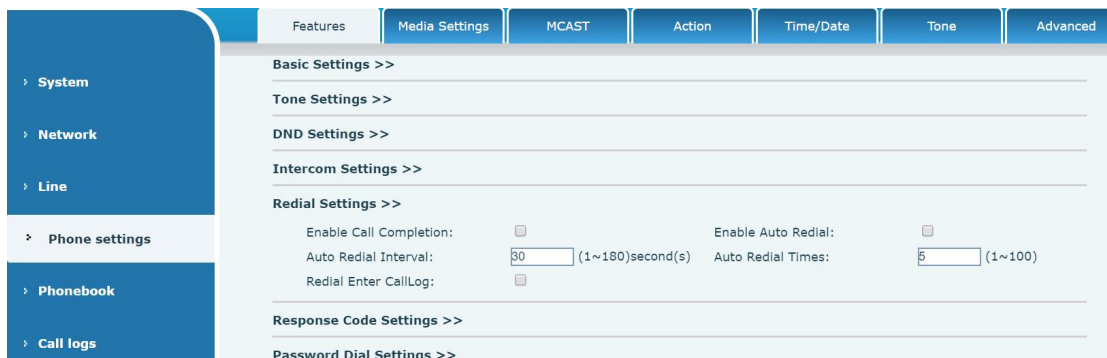 Features Media Settings MCAST Action Time/Date Tone Advanced
System
Network
Line
Phone settings
Phonebook
Call logs
Basic Settings >>
Tone Settings >>
DND Settings >>
Intercom Settings >>
Redial Settings >>
Enable Call Completion: Enable Auto Redial:
Auto Redial Interval: 30 (1~180)second(s) Auto Redial Times: 5 (1~100)
Redial Enter CallLog:
Response Code Settings >>
Password Dial Settings >>